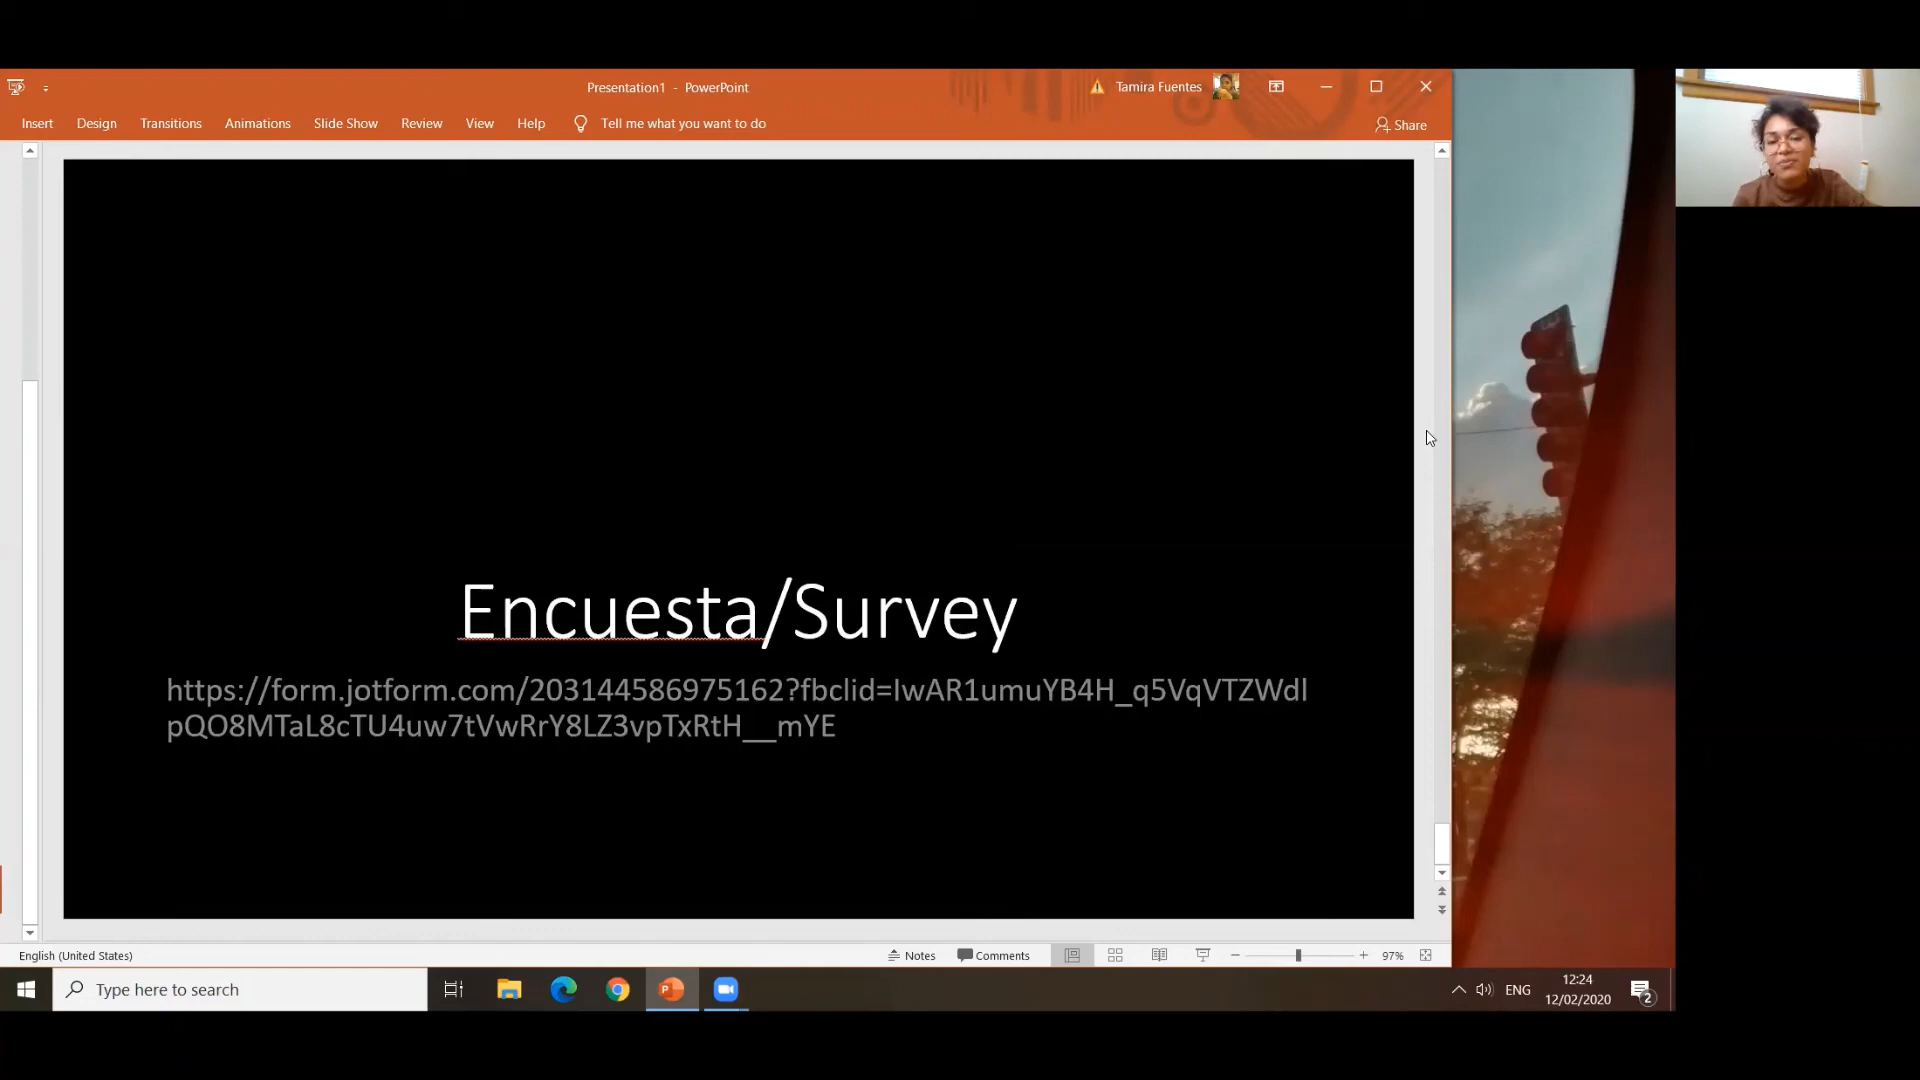 Presentation1 - PowerPoint
Tamira Fuentes
Insert Design Transitions Animations Slide Show Review View Help Tell me what you want to do
Share
Encuesta/Survey
https://form.jotform.com/203144586975162?fbclid=IwAR1umuYB4H_q5VqVTZWdl
pQO8MTaL8cTU4uw7tVwRrY8LZ3vpTxRtH__mYE
English (United States)
Notes Comments
97%
Type here to search
ENG
12:24
12/02/2020
2